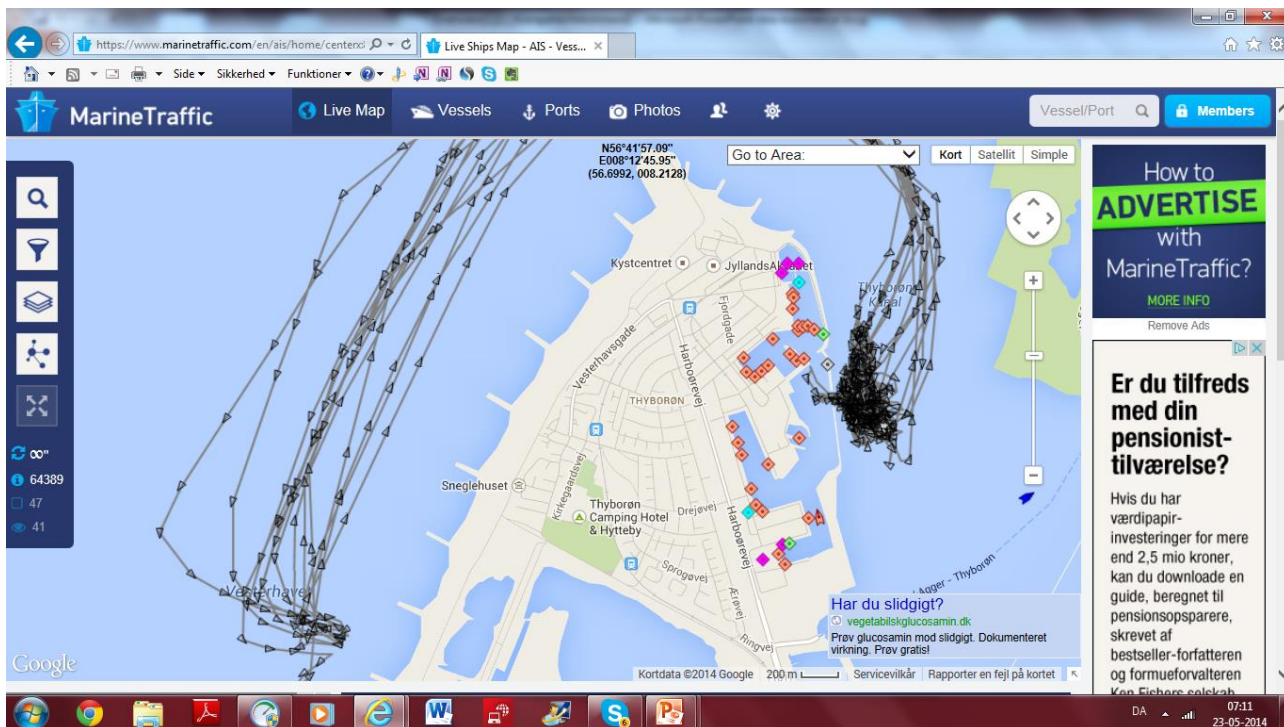 https://www.marinetraffic.com/en/ais/home/centerx:
Live Ships Map - AIS - Vess...
Side
Sikkerhed
Funktioner
MarineTraffic
Live Map
Vessels
Ports
Photos
Vessel/Port
Members
N56°41'57.09"
E008°12'45.95"
(56.6992, 008.2128)
Go to Area:
Kort
Satellit
Simple
∞"
64389
47
41
Kystcentret
Thyborøn
Kanal
Fjordgade
Vesterhavsgade
Harboørevej
THYBORØN
Sneglehuset
Kirkegaardsvej
Thyborøn
Camping Hotel
& Hytteby
Drejøvej
Harboørevej
Sprogøvej
Ærøvej
Ringvej
Vesterhavet
Agger - Thyborøn
Har du slidgigt?
vegetabilskglucosamin.dk
Prøv glucosamin mod slidgigt. Dokumenteret
virkning. Prøv gratis!
Google
Kortdata ©2014 Google
200 m
Servicevilkår
Rapporter en fejl på kortet
How to
ADVERTISE
with
MarineTraffic?
MORE INFO
Remove Ads
Er du tilfreds
med din
pensionist-
tilværelse?
Hvis du har
værdipapir-
investeringer for mere
end 2,5 mio kroner,
kan du downloade en
guide, beregnet til
pensionsopsparere,
skrevet af
bestseller-forfatteren
og formueforvalteren
Ken Fishers selskab
DA
07:11
23-05-2014